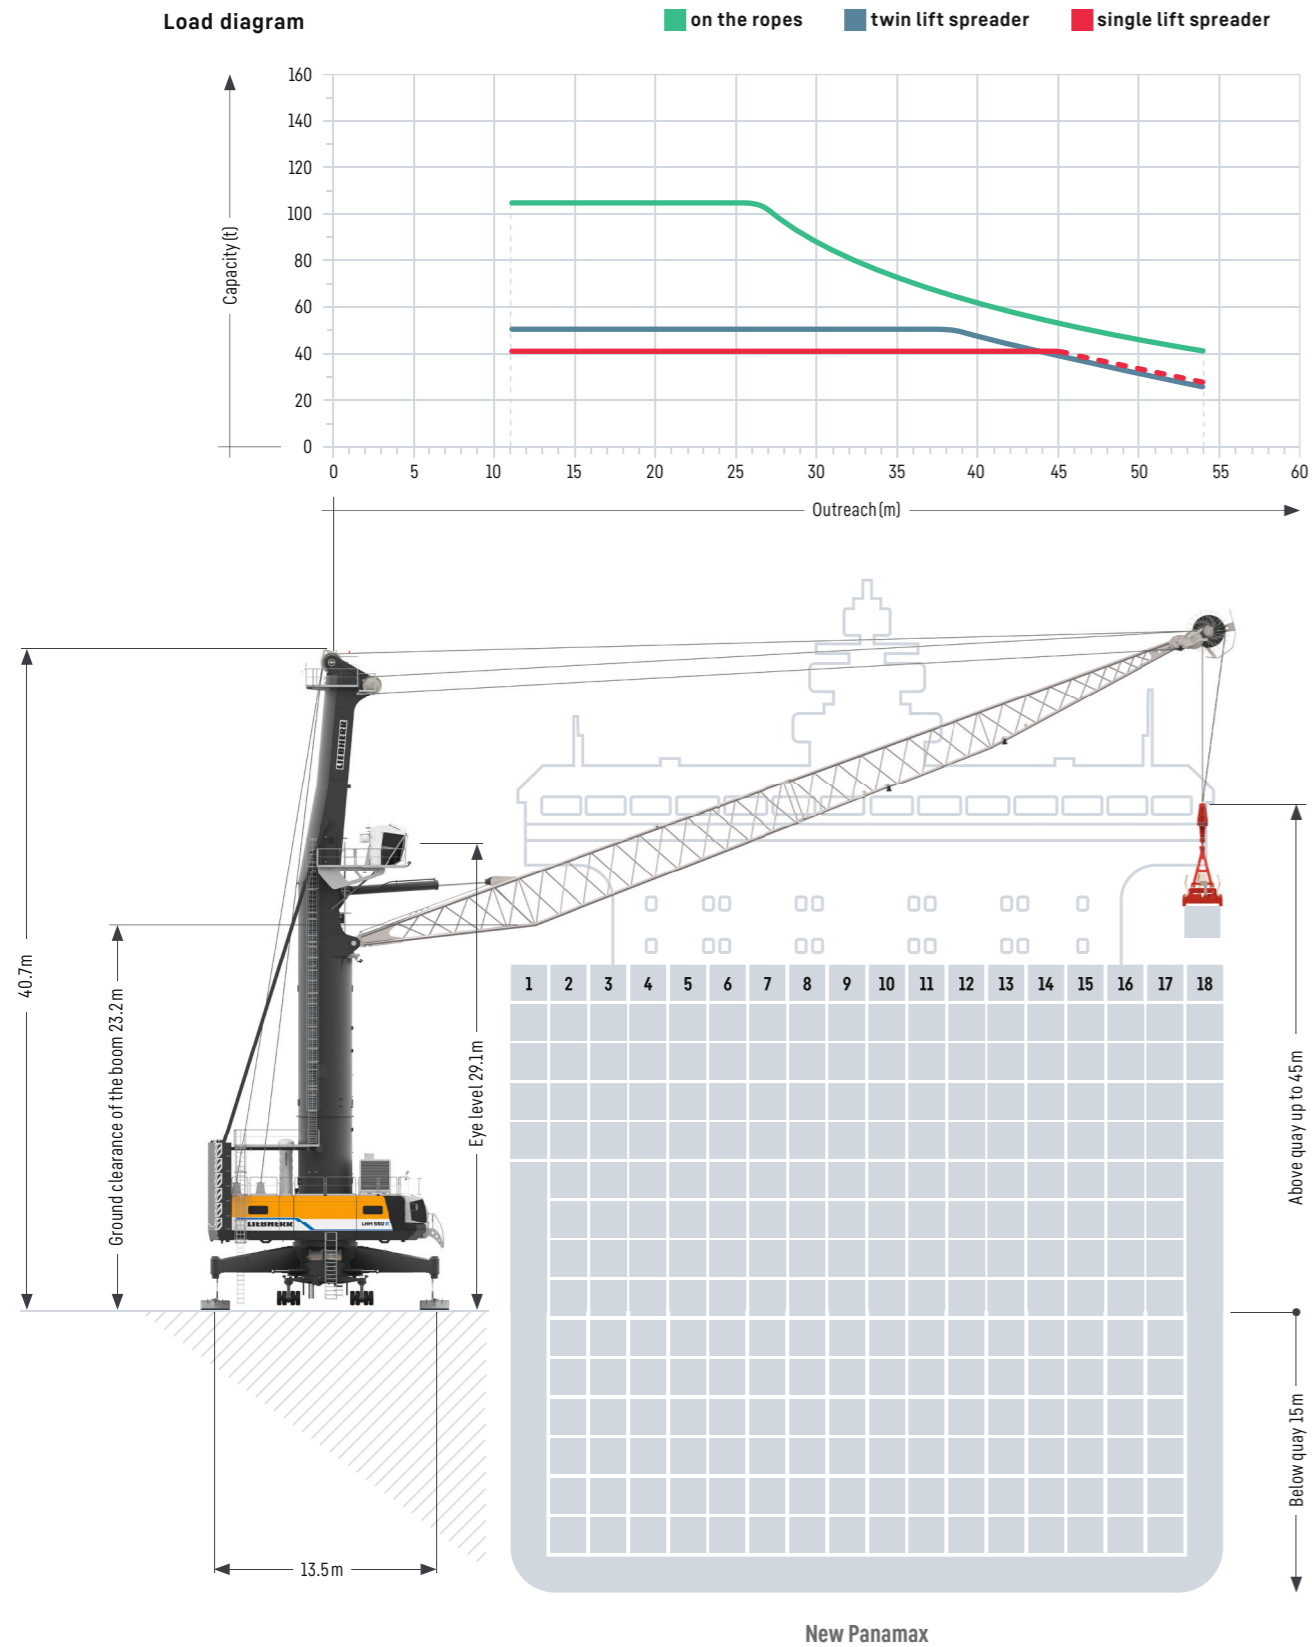 Load diagram
on the ropes
twin lift spreader
single lift spreader
Capacity (t)
160
140
120
100
80
60
40
20
0
0 5 10 15 20 25 30 35 40 45 50 55 60
Outreach (m)
LIEBHERR
40.7m
Ground clearance of the boom 23.2m
Eye level 29.1m
1 2 3 4 5 6 7 8 9 10 11 12 13 14 15 16 17 18
Above quay up to 45m
LIEBHERR
LHM 550
Below quay 15m
13.5m
New Panamax